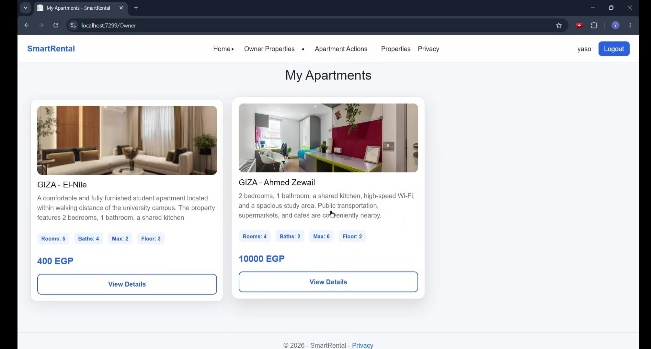 My Apartments - SmartRental
localhost:7299/Owner
SmartRental
Home
Owner Properties
Apartment Actions
Properties
Privacy
yaso
Logout
My Apartments
GIZA - El-Nile
A comfortable and fully furnished student apartment located
within walking distance of the university campus. The property
features 2 bedrooms, 1 bathroom, a shared kitchen
Rooms: 5
Baths: 4
Max: 2
Floor: 3
400 EGP
View Details
GIZA - Ahmed Zewail
2 bedrooms, 1 bathroom, a shared kitchen, high-speed Wi-Fi,
and a spacious study area. Public transportation,
supermarkets, and cafes are conveniently nearby.
Rooms: 4
Baths: 2
Max: 6
Floor: 2
10000 EGP
View Details
© 2026 - SmartRental - Privacy